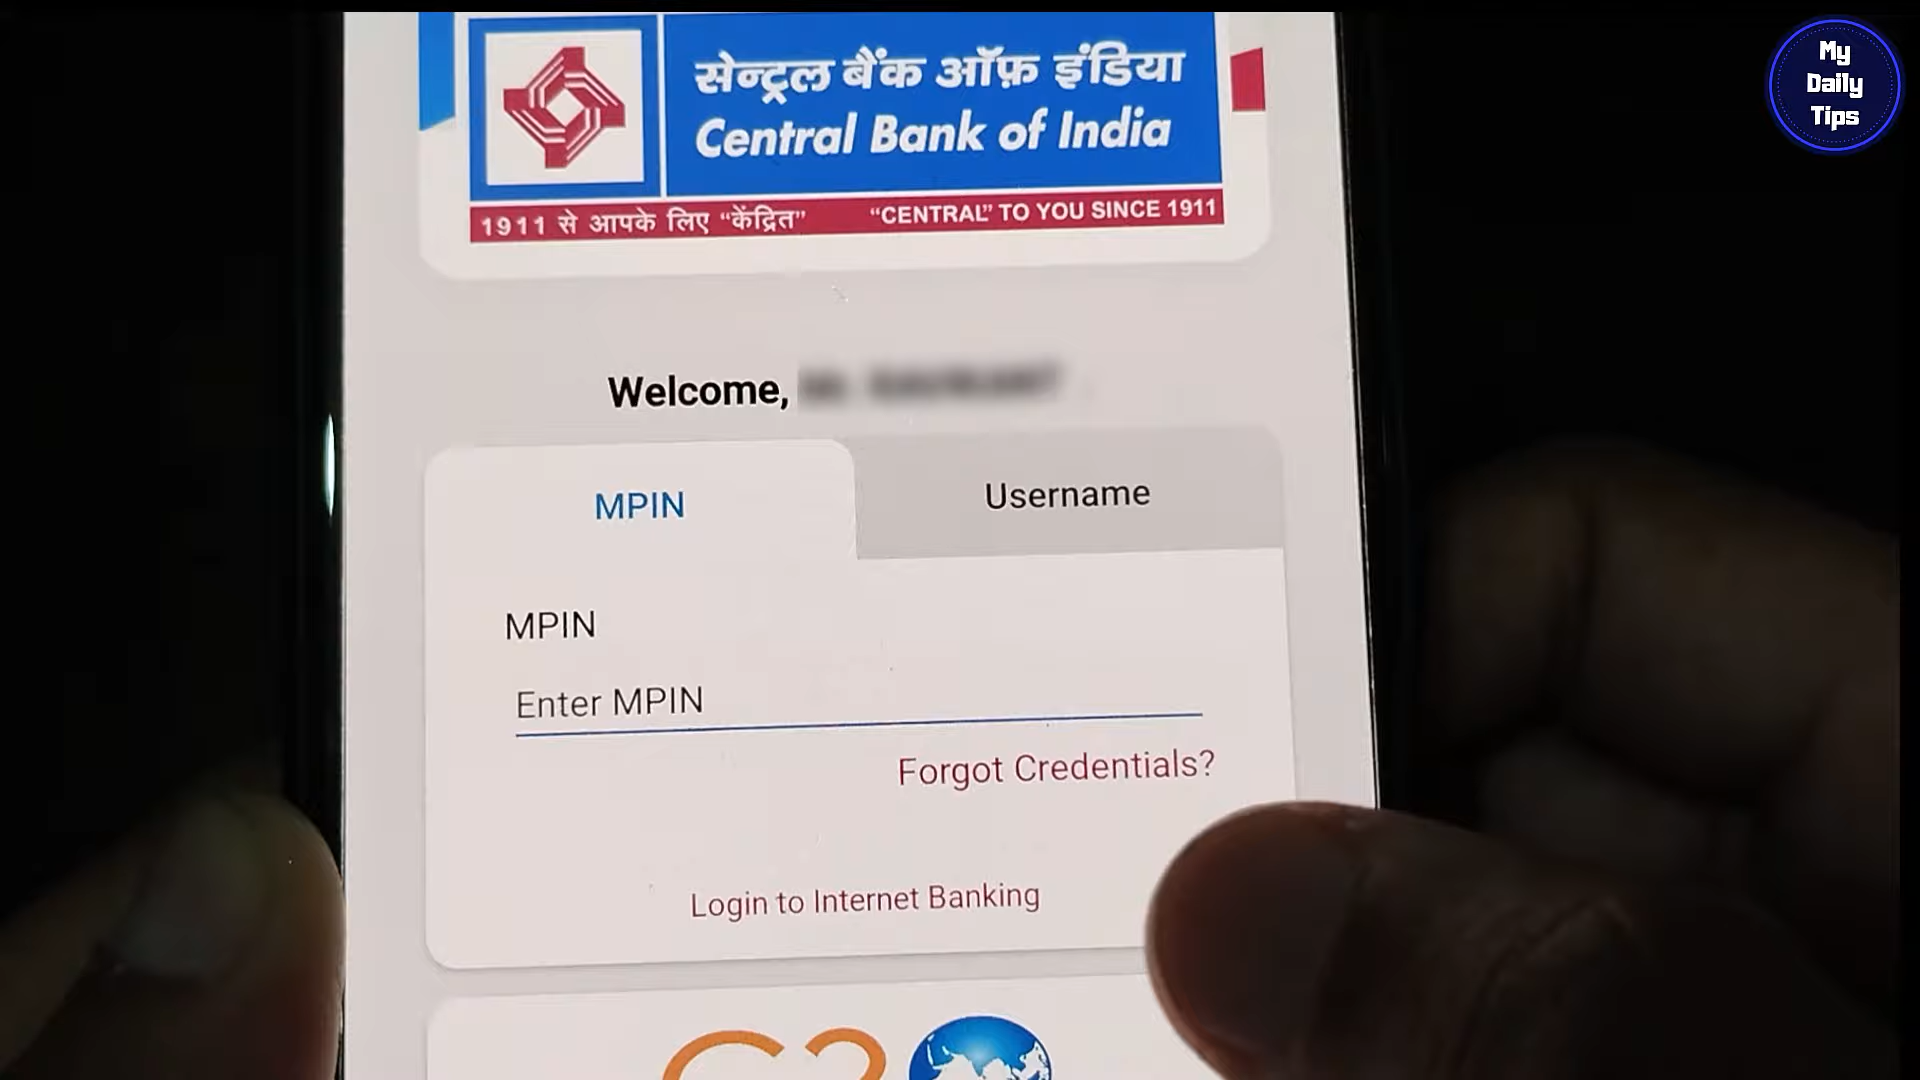 My
Daily
Tips
सेन्ट्रल बैंक ऑफ़ इंडिया
Central Bank of India
1911 से आपके लिए “केंद्रित” “CENTRAL” TO YOU SINCE 1911
Welcome,
MPIN Username
MPIN
Enter MPIN
Forgot Credentials?
Login to Internet Banking